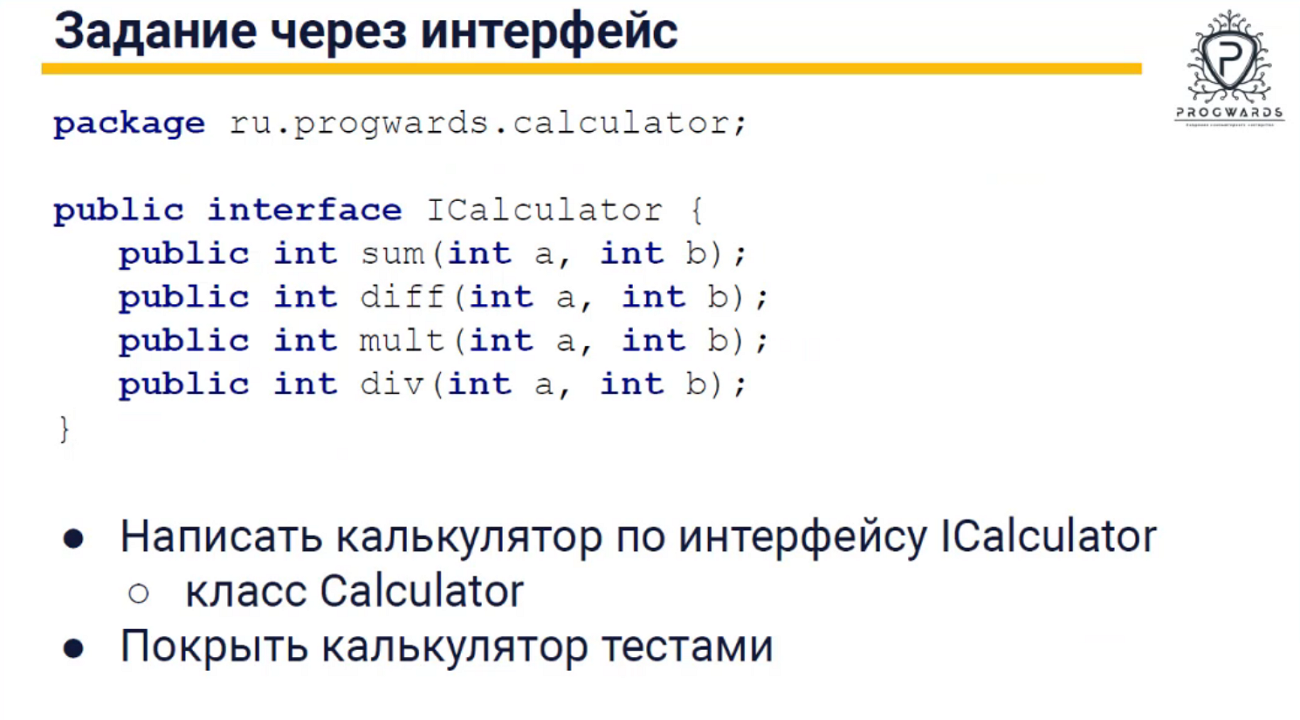 Задание через интерфейс
PROGWARDS
package ru.progwards.calculator;
public interface ICalculator {
public int sum(int a, int b);
public int diff(int a, int b);
public int mult(int a, int b);
public int div(int a, int b);
}
● Написать калькулятор по интерфейсу ICalculator
○ класс Calculator
● Покрыть калькулятор тестами